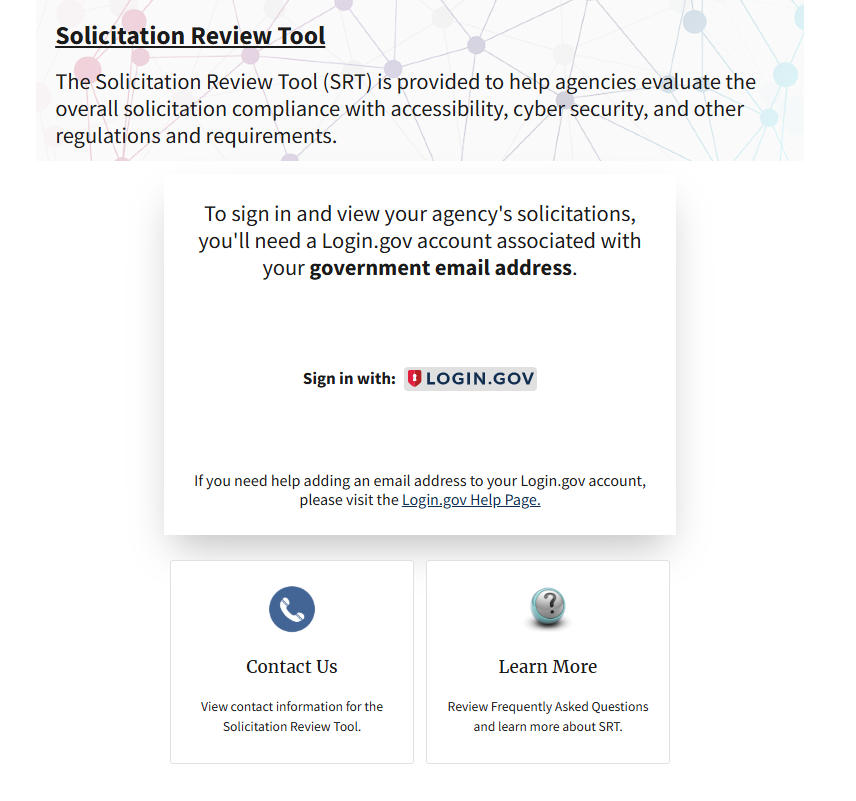 Solicitation Review Tool
The Solicitation Review Tool (SRT) is provided to help agencies evaluate the
overall solicitation compliance with accessibility, cyber security, and other
regulations and requirements.
To sign in and view your agency's solicitations,
you'll need a Login.gov account associated with
your government email address.
Sign in with: LOGIN.GOV
If you need help adding an email address to your Login.gov account,
please visit the Login.gov Help Page.
Contact Us
View contact information for the
Solicitation Review Tool.
Learn More
Review Frequently Asked Questions
and learn more about SRT.